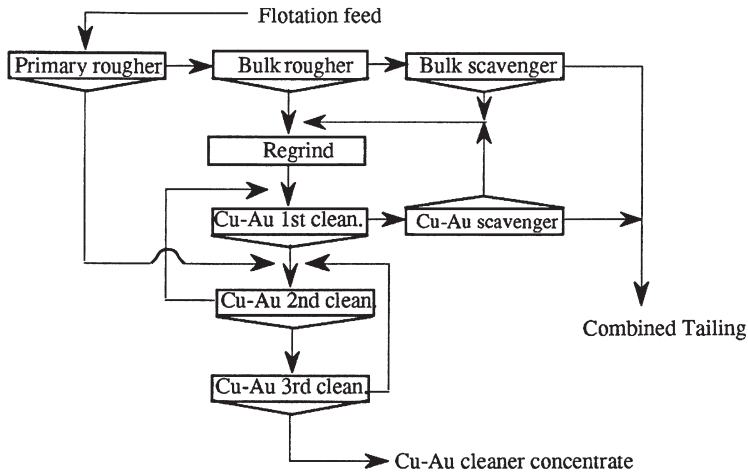 Flotation feed
Primary rougher
Bulk rougher
Bulk scavenger
Regrind
Cu-Au 1st clean.
Cu-Au scavenger
Cu-Au 2nd clean.
Combined Tailing
Cu-Au 3rd clean.
Cu-Au cleaner concentrate